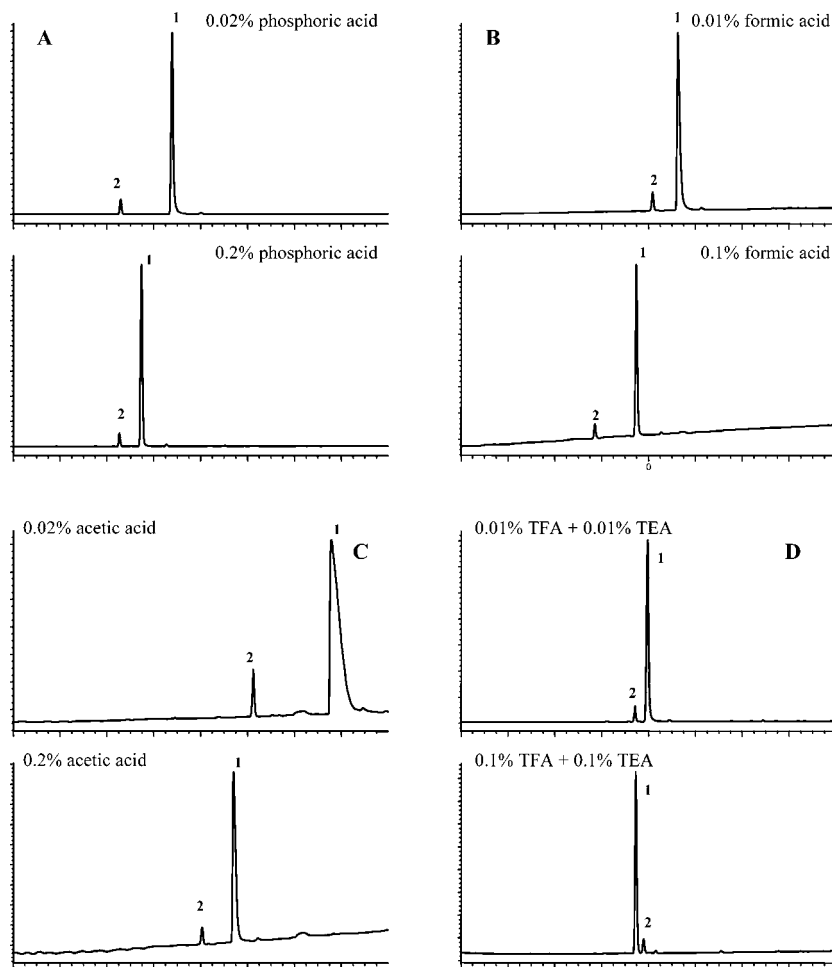 A
1
0.02% phosphoric acid
2
B
1
0.01% formic acid
2
1
0.2% phosphoric acid
2
1
0.1% formic acid
2
0
0.02% acetic acid
1
C
2
0.01% TFA + 0.01% TEA
1
D
2
0.2% acetic acid
1
2
0.1% TFA + 0.1% TEA
1
2